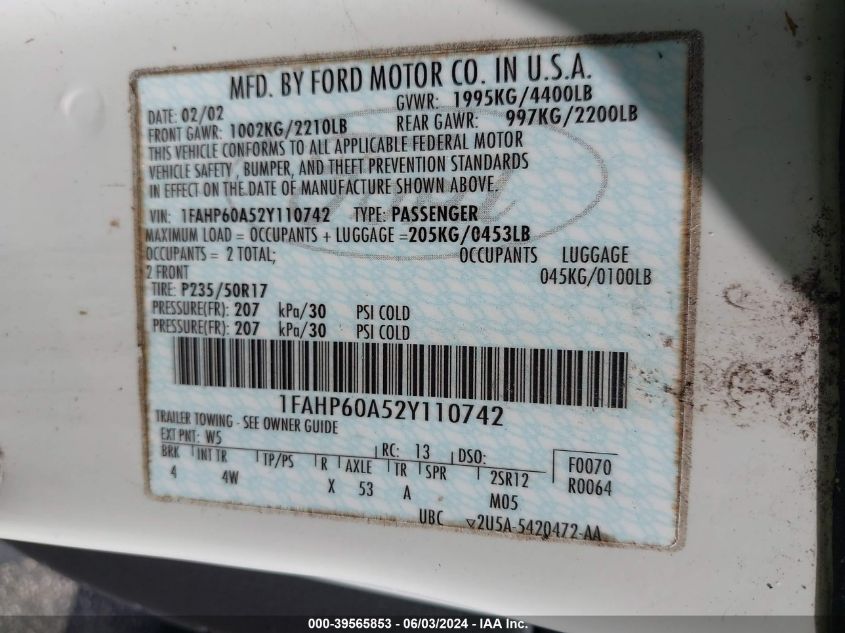 MFD. BY FORD MOTOR CO. IN U.S.A.
DATE: 02/02 GVWR: 1995KG/4400LB
FRONT GAWR: 1002KG/2210LB REAR GAWR: 997KG/2200LB
THIS VEHICLE CONFORMS TO ALL APPLICABLE FEDERAL MOTOR
VEHICLE SAFETY , BUMPER, AND THEFT PREVENTION STANDARDS
IN EFFECT ON THE.DATE OF MANUFACTURE SHOWN ABOVE.
VIN: 1FAHP60A52Y110742 TYPE: PASSENGER
MAXIMUM LOAD = OCCUPANTS + LUGGAGE =205KG/0453LB
OCCUPANTS = 2 TOTAL; OCCUPANTS LUGGAGE
2 FRONT 045KG/0100LB
TIRE: P235/50R17
PRESSURE(FR): 207 kPa/30 PSI COLD
PRESSURE(FR): 207 kPa/30 PSI COLD
1FAHP60A52Y110742
TRAILER TOWING - SEE OWNER GUIDE
EXT PNT: W5 RC: 13 DSO: F0070
BRK INT TR TP/PS R AXLE TR SPR 2SR12 R0064
4 4W X 53 A M05
UBC 2U5A-5420472-AA
000-39565853 - 06/03/2024 - IAA Inc.